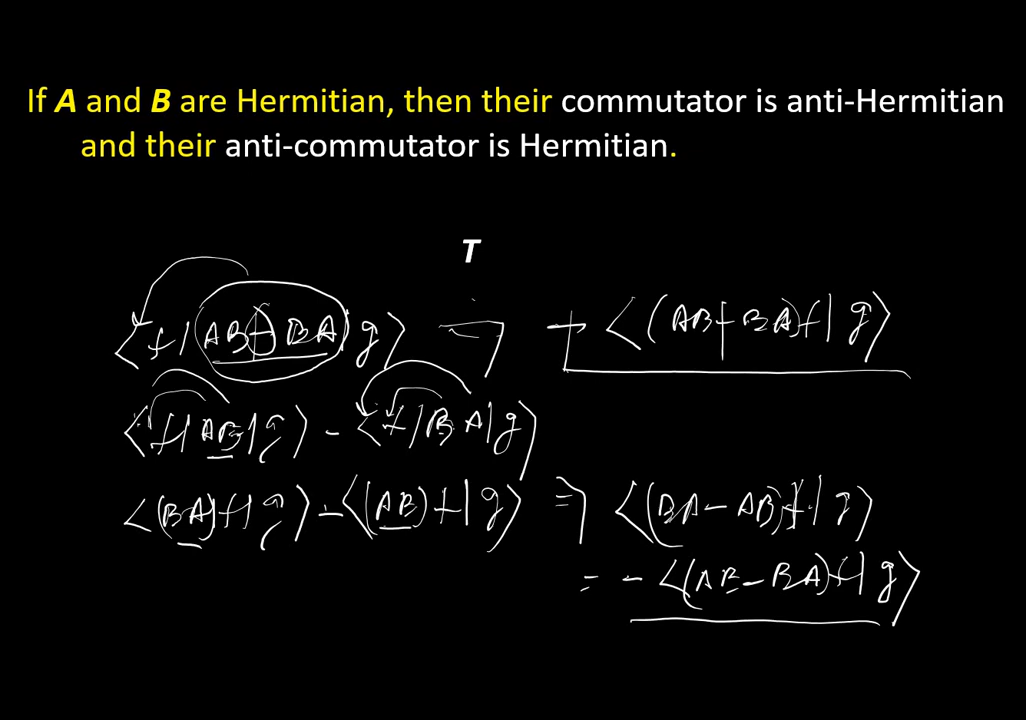 If A and B are Hermitian, then their commutator is anti-Hermitian
and their anti-commutator is Hermitian.
T
⟨f|(AB+BA)|g⟩ ⇒ +⟨(AB+BA)f|g⟩
⟨f|AB|g⟩ - ⟨f|BA|g⟩
⟨(BA)f|g⟩ - ⟨(AB)f|g⟩ ⇒ ⟨(BA-AB)f|g⟩
= -⟨(AB-BA)f|g⟩